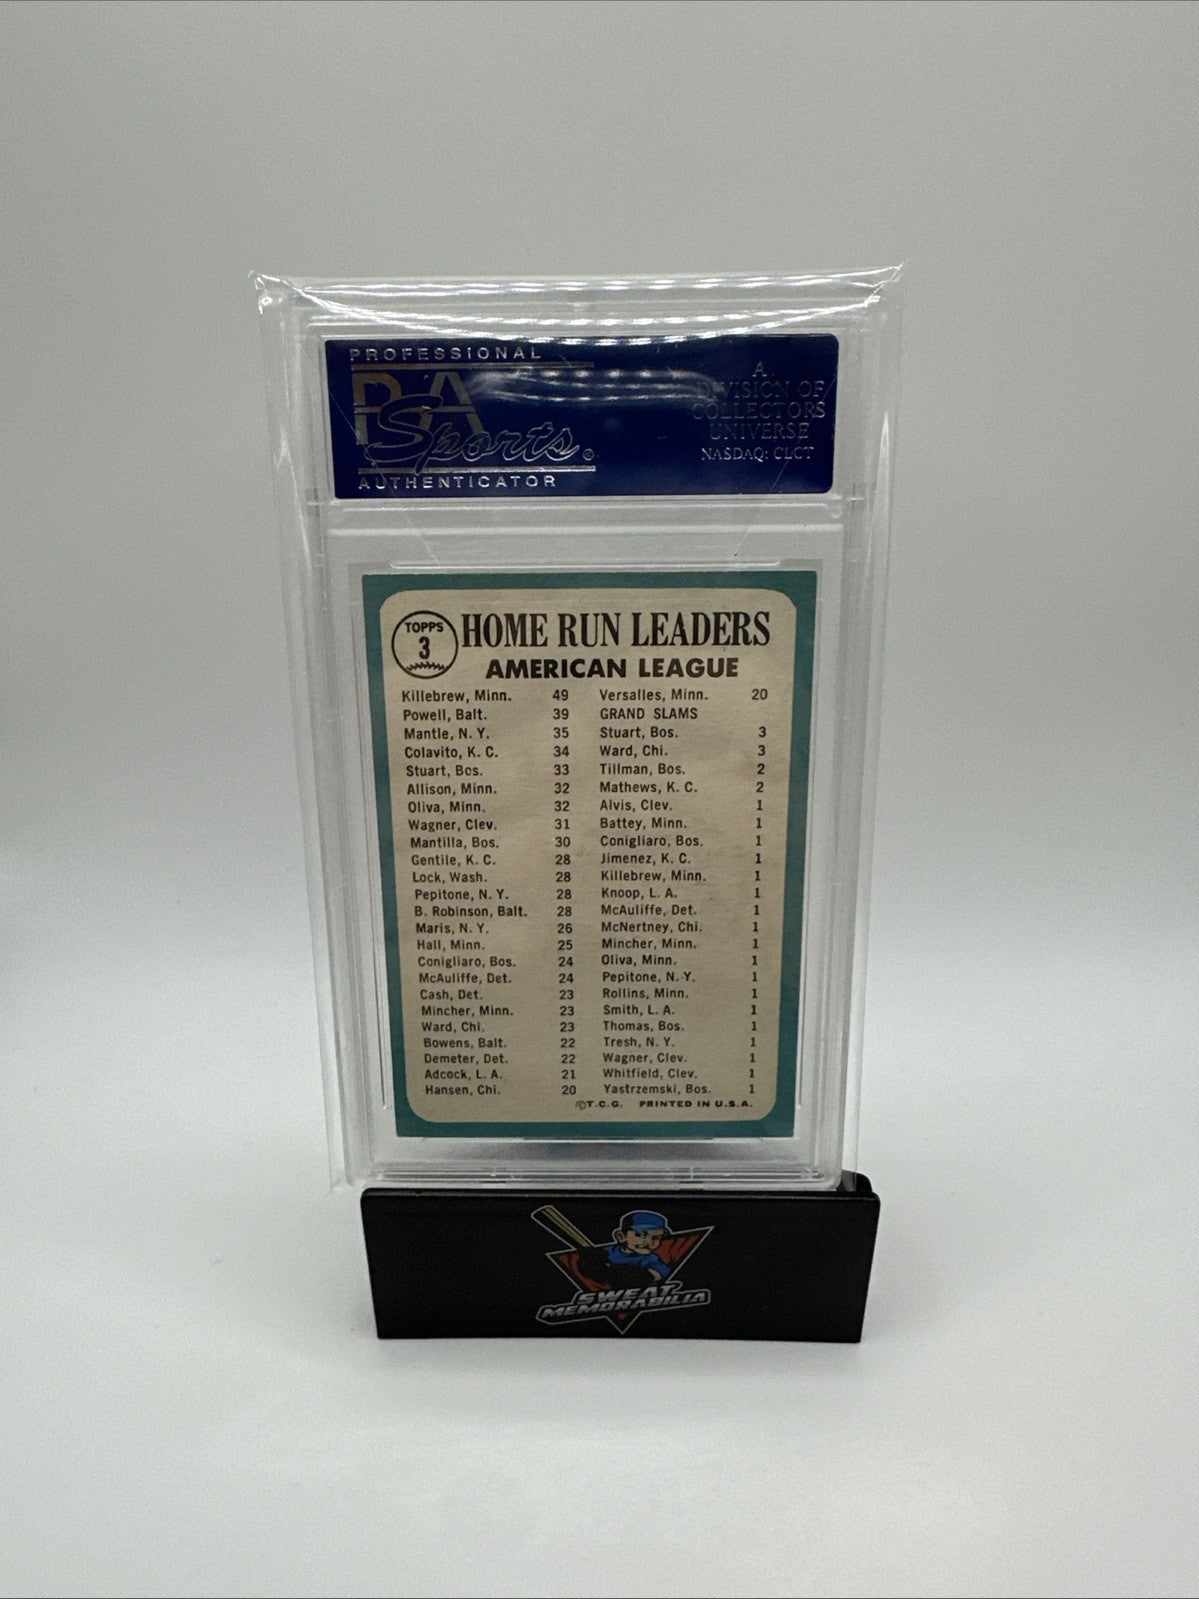 PROFESSIONAL
PSA
Sports®
AUTHENTICATOR
A
DIVISION OF
COLLECTORS
UNIVERSE
NASDAQ: CLCT
TOPPS
3
HOME RUN LEADERS
AMERICAN LEAGUE
Killebrew, Minn. 49
Powell, Balt. 39
Mantle, N. Y. 35
Colavito, K. C. 34
Stuart, Bos. 33
Allison, Minn. 32
Oliva, Minn. 32
Wagner, Clev. 31
Mantilla, Bos. 30
Gentile, K. C. 28
Lock, Wash. 28
Pepitone, N. Y. 28
B. Robinson, Balt. 28
Maris, N. Y. 26
Hall, Minn. 25
Conigliaro, Bos. 24
McAuliffe, Det. 24
Cash, Det. 23
Mincher, Minn. 23
Ward, Chi. 23
Bowens, Balt. 22
Demeter, Det. 22
Adcock, L. A. 21
Hansen, Chi. 20
Versalles, Minn. 20
GRAND SLAMS
Stuart, Bos. 3
Ward, Chi. 3
Tillman, Bos. 2
Mathews, K. C. 2
Alvis, Clev. 1
Battey, Minn. 1
Conigliaro, Bos. 1
Jimenez, K. C. 1
Killebrew, Minn. 1
Knoop, L. A. 1
McAuliffe, Det. 1
McNertney, Chi. 1
Mincher, Minn. 1
Oliva, Minn. 1
Pepitone, N. Y. 1
Rollins, Minn. 1
Smith, L. A. 1
Thomas, Bos. 1
Tresh, N. Y. 1
Wagner, Clev. 1
Whitfield, Clev. 1
Yastrzemski, Bos. 1
©T.C.G. PRINTED IN U.S.A.
SWEAT
MEMORABILIA